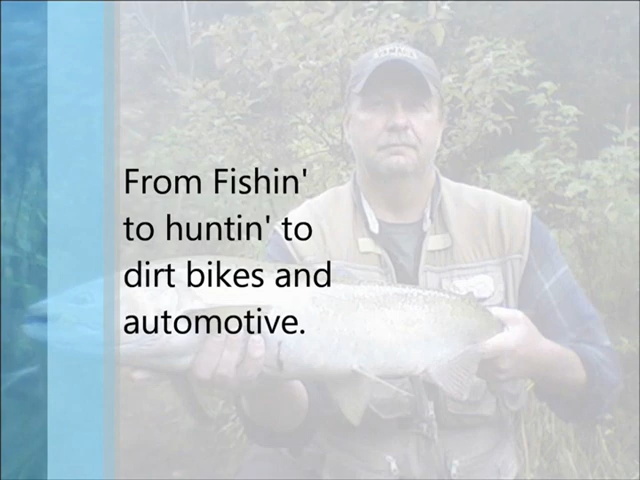 From Fishin'
to huntin' to
dirt bikes and
automotive.